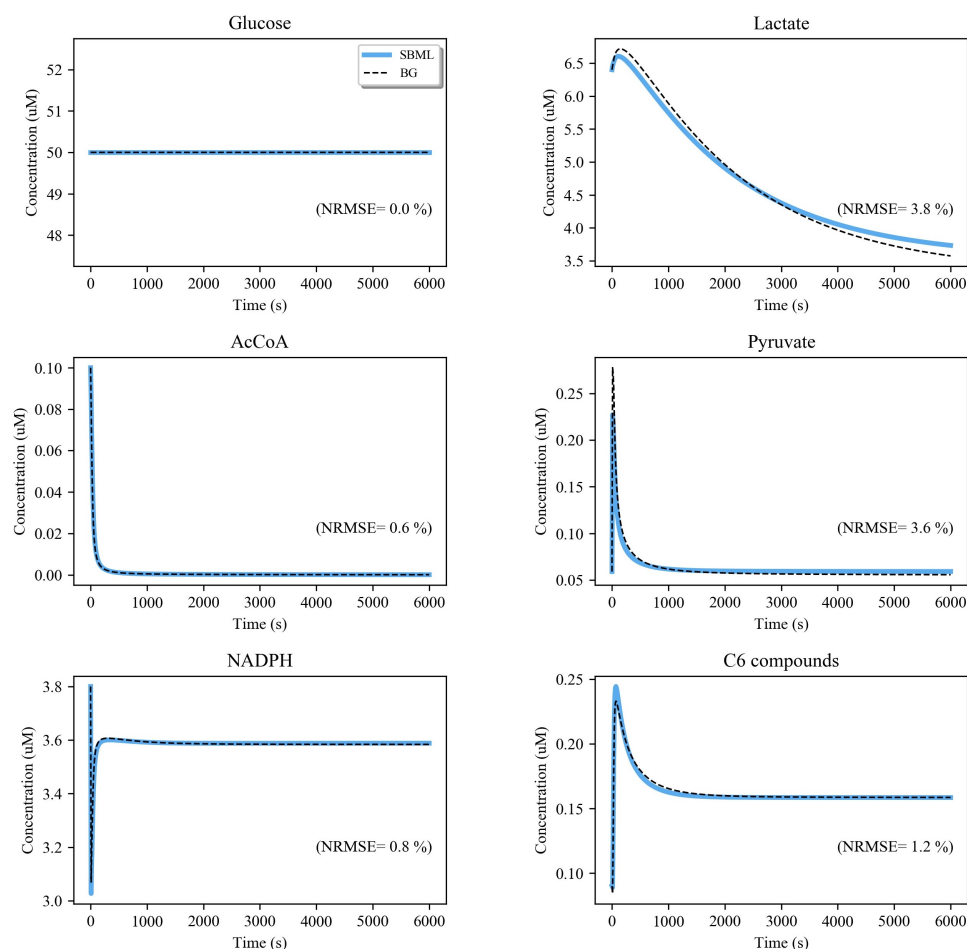 Glucose
Concentration (uM)
52
51
50
49
48
SBML
BG
(NRMSE= 0.0 %)
0 1000 2000 3000 4000 5000 6000
Time (s)
Lactate
Concentration (uM)
6.5
6.0
5.5
5.0
4.5
4.0
3.5
(NRMSE= 3.8 %)
0 1000 2000 3000 4000 5000 6000
Time (s)
AcCoA
Concentration (uM)
0.10
0.08
0.06
0.04
0.02
0.00
(NRMSE= 0.6 %)
0 1000 2000 3000 4000 5000 6000
Time (s)
Pyruvate
Concentration (uM)
0.25
0.20
0.15
0.10
0.05
(NRMSE= 3.6 %)
0 1000 2000 3000 4000 5000 6000
Time (s)
NADPH
Concentration (uM)
3.8
3.6
3.4
3.2
3.0
(NRMSE= 0.8 %)
0 1000 2000 3000 4000 5000 6000
Time (s)
C6 compounds
Concentration (uM)
0.25
0.20
0.15
0.10
(NRMSE= 1.2 %)
0 1000 2000 3000 4000 5000 6000
Time (s)